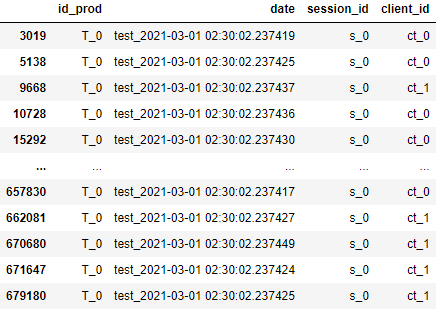 id_prod date session_id client_id
3019 T_0 test_2021-03-01 02:30:02.237419 s_0 ct_0
5138 T_0 test_2021-03-01 02:30:02.237425 s_0 ct_0
9668 T_0 test_2021-03-01 02:30:02.237437 s_0 ct_1
10728 T_0 test_2021-03-01 02:30:02.237436 s_0 ct_0
15292 T_0 test_2021-03-01 02:30:02.237430 s_0 ct_0
... ... ... ... ...
657830 T_0 test_2021-03-01 02:30:02.237417 s_0 ct_0
662081 T_0 test_2021-03-01 02:30:02.237427 s_0 ct_1
670680 T_0 test_2021-03-01 02:30:02.237449 s_0 ct_1
671647 T_0 test_2021-03-01 02:30:02.237424 s_0 ct_1
679180 T_0 test_2021-03-01 02:30:02.237425 s_0 ct_1